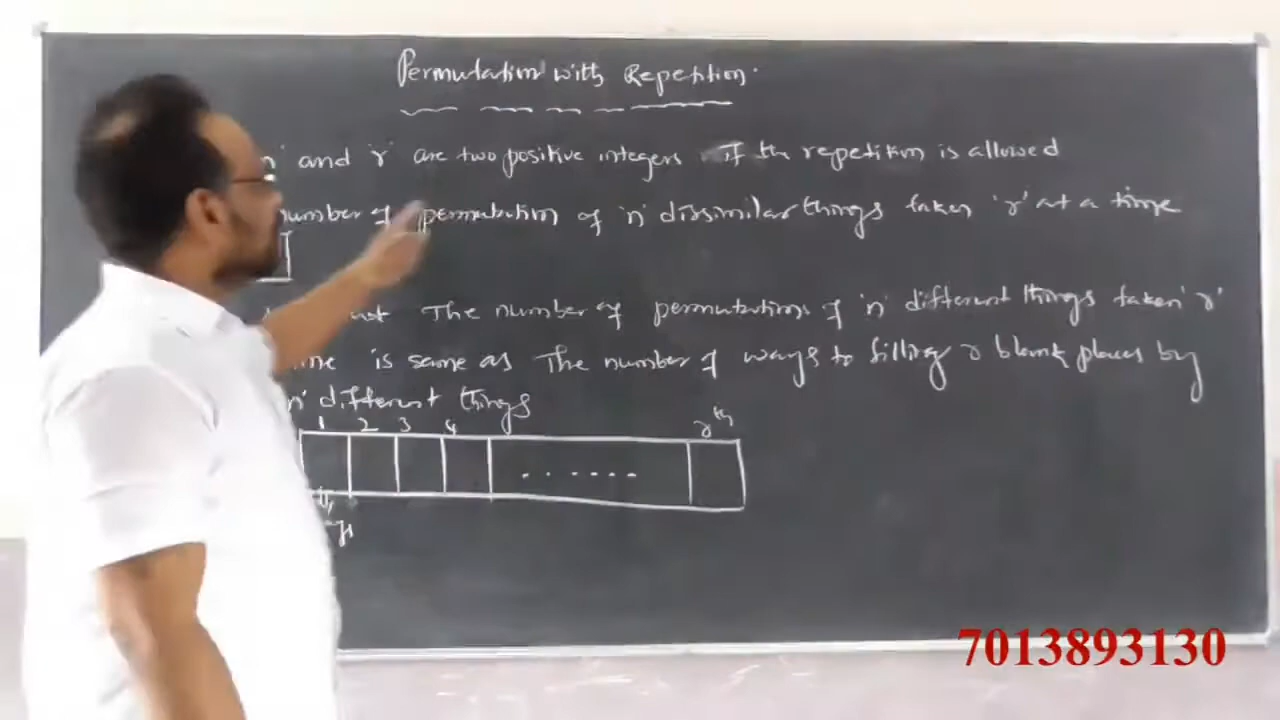 Permutation with Repetition.
'n' and 'r' are two positive integers If the repetition is allowed
number of permutation of 'n' dissimilar things taken 'r' at a time
The number of permutations of 'n' different things taken 'r'
is same as The number of ways to filling r blank places by
'n' different things
1 2 3 4 rth
. . . . . . .
7013893130